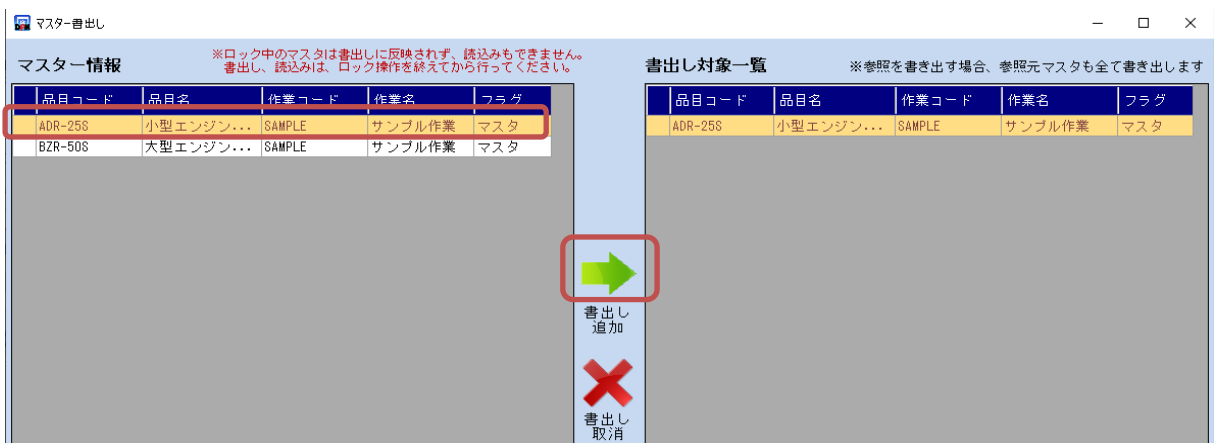 マスター書出し
マスター情報
※ロック中のマスタは書出しに反映されず、読込みもできません。
書出し、読込みは、ロック操作を終えてから行ってください。
品目コード 品目名 作業コード 作業名 フラグ
ADR-25S 小型エンジン... SAMPLE サンプル作業 マスタ
BZR-50S 大型エンジン... SAMPLE サンプル作業 マスタ
書出し
追加
書出し
取消
書出し対象一覧
※参照を書き出す場合、参照元マスタも全て書き出します
品目コード 品目名 作業コード 作業名 フラグ
ADR-25S 小型エンジン... SAMPLE サンプル作業 マスタ